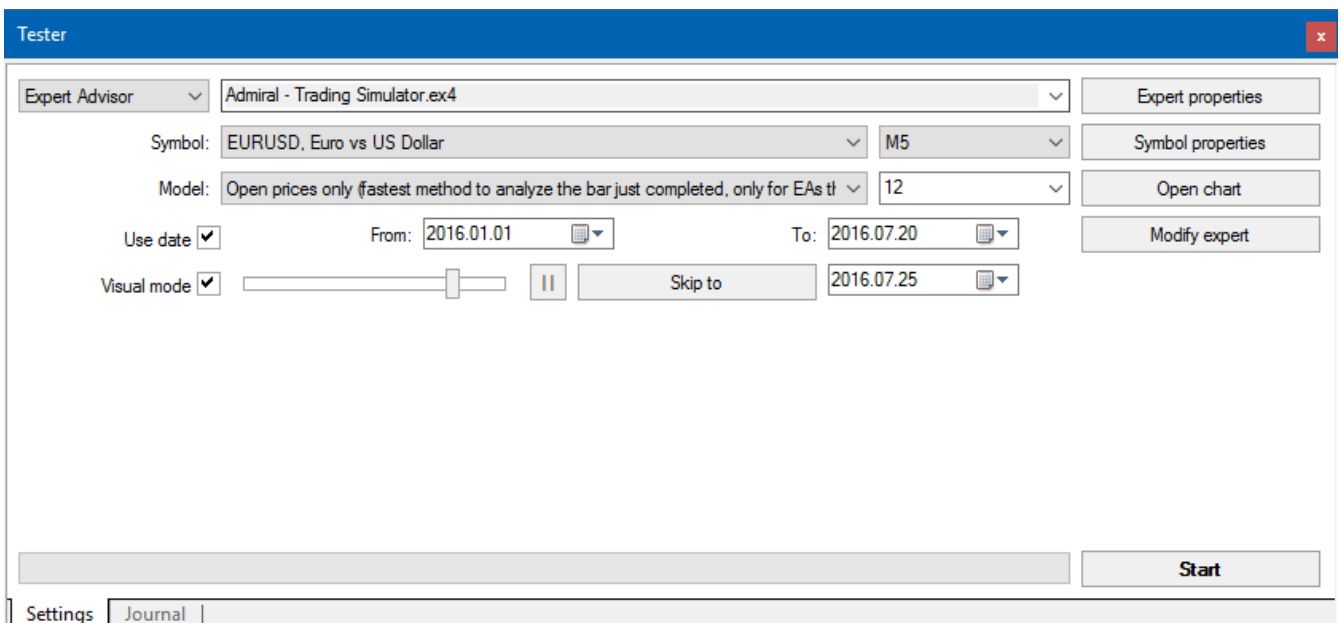 Tester
x
Expert Advisor Admiral - Trading Simulator.ex4 Expert properties
Symbol: EURUSD, Euro vs US Dollar M5 Symbol properties
Model: Open prices only (fastest method to analyze the bar just completed, only for EAs th 12 Open chart
Use date From: 2016.01.01 To: 2016.07.20 Modify expert
Visual mode Skip to 2016.07.25
Start
Settings Journal